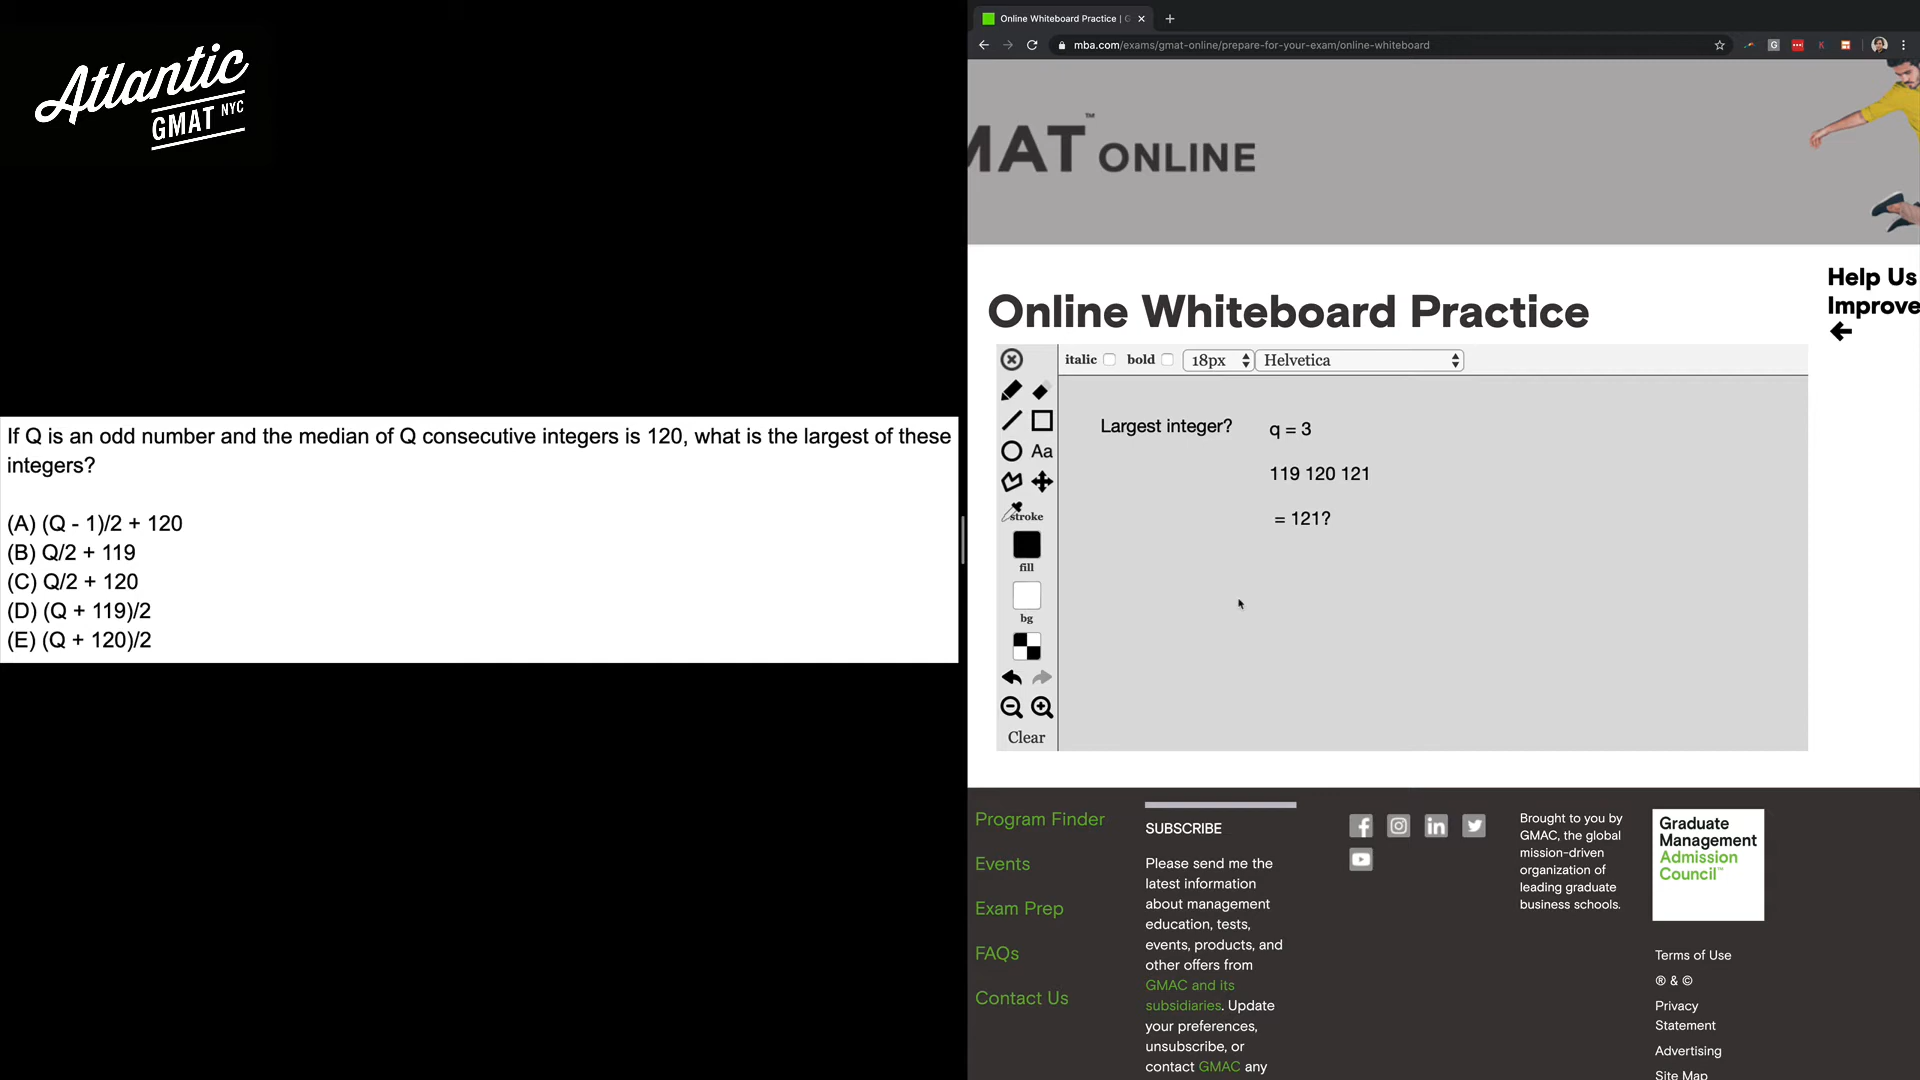 Atlantic
GMAT NYC
If Q is an odd number and the median of Q consecutive integers is 120, what is the largest of these
integers?
(A) (Q - 1)/2 + 120
(B) Q/2 + 119
(C) Q/2 + 120
(D) (Q + 119)/2
(E) (Q + 120)/2
Online Whiteboard Practice | G
mba.com/exams/gmat-online/prepare-for-your-exam/online-whiteboard
MAT™ ONLINE
Help Us
Improve
Online Whiteboard Practice
italic bold 18px Helvetica
Aa
stroke
fill
bg
Clear
Largest integer? q = 3
119 120 121
= 121?
Program Finder
Events
Exam Prep
FAQs
Contact Us
SUBSCRIBE
Please send me the
latest information
about management
education, tests,
events, products, and
other offers from
GMAC and its
subsidiaries. Update
your preferences,
unsubscribe, or
contact GMAC any
Brought to you by
GMAC, the global
mission-driven
organization of
leading graduate
business schools.
Graduate
Management
Admission
Council™
Terms of Use
® & ©
Privacy
Statement
Advertising
Site Map